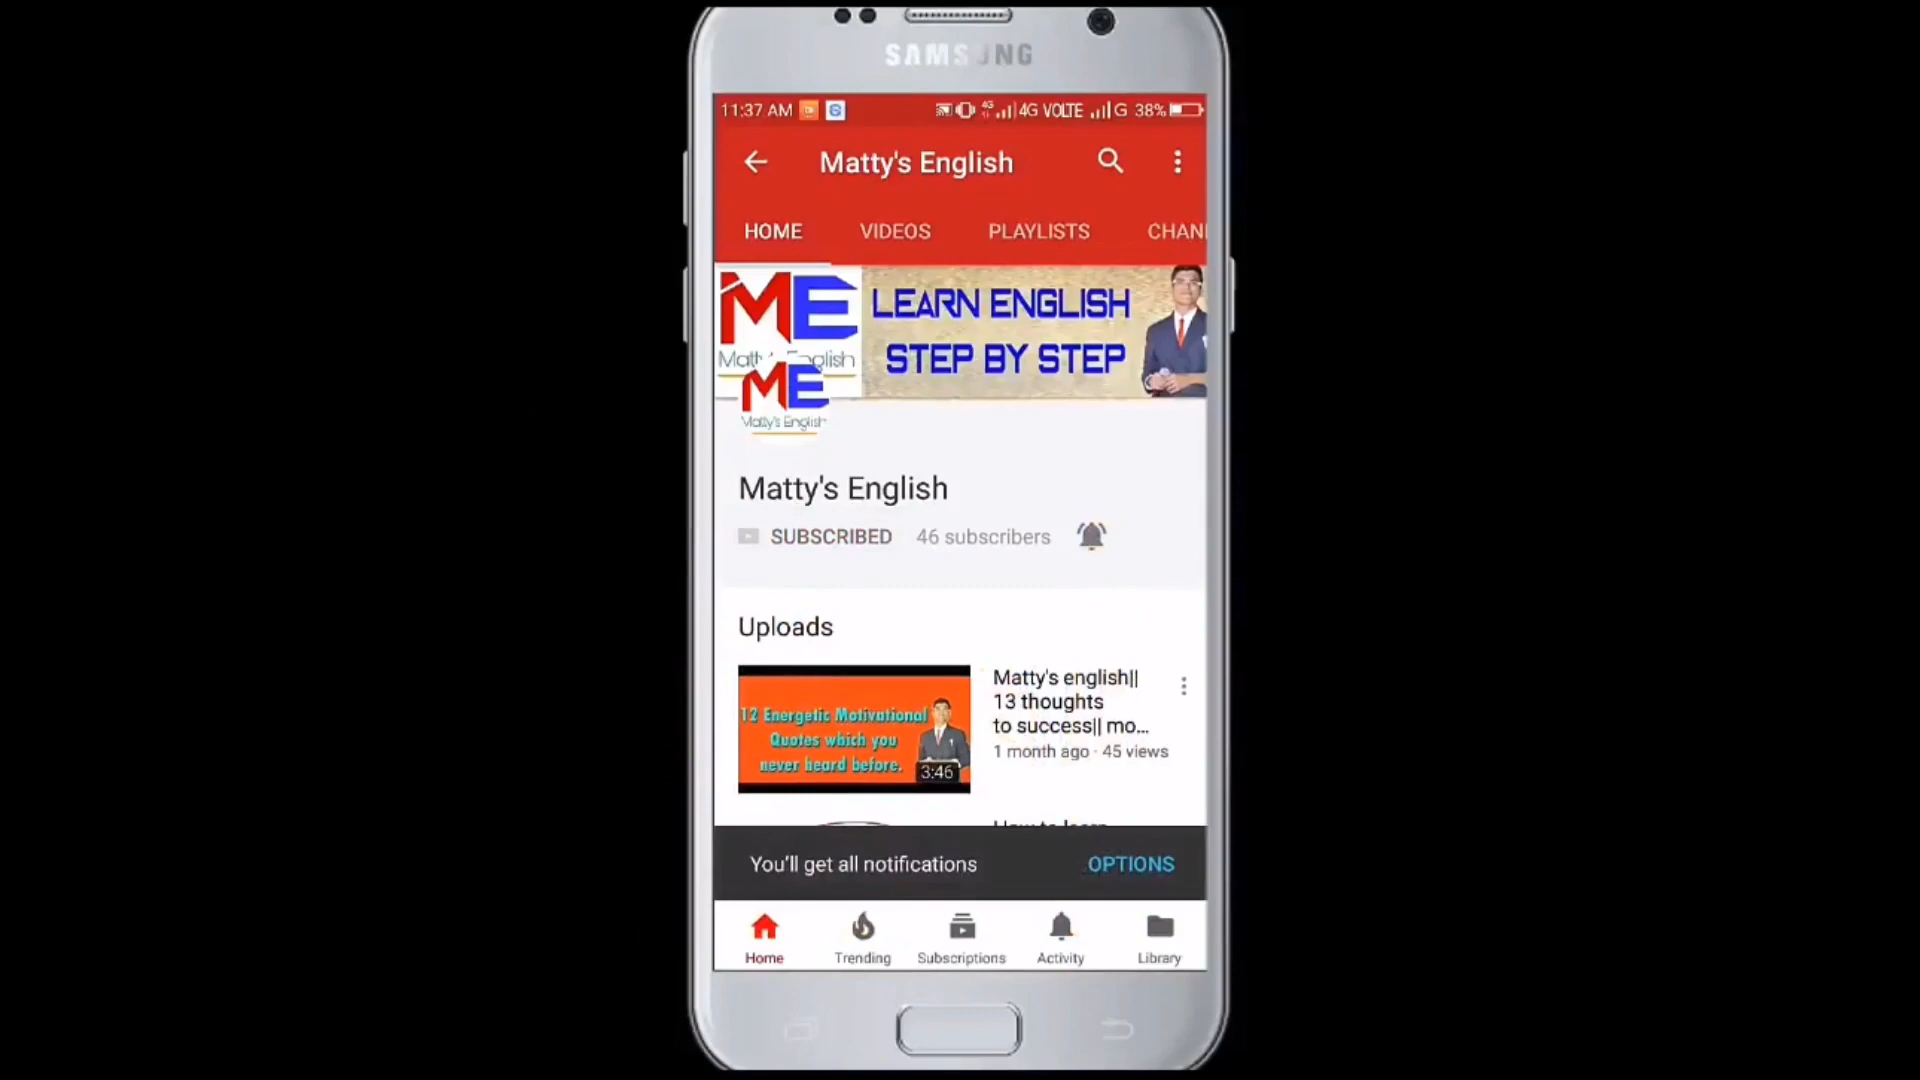 SAMSUNG
11:37 AM
4G
4G VOLTE
G 38%
Matty's English
HOME
VIDEOS
PLAYLISTS
CHAN
ME
LEARN ENGLISH
STEP BY STEP
ME
Matty's English
Matty's English
SUBSCRIBED
46 subscribers
Uploads
12 Energetic Motivational
Quotes which you
never heard before.
3:46
Matty's english||
13 thoughts
to success|| mo...
1 month ago · 45 views
You'll get all notifications
OPTIONS
Home
Trending
Subscriptions
Activity
Library